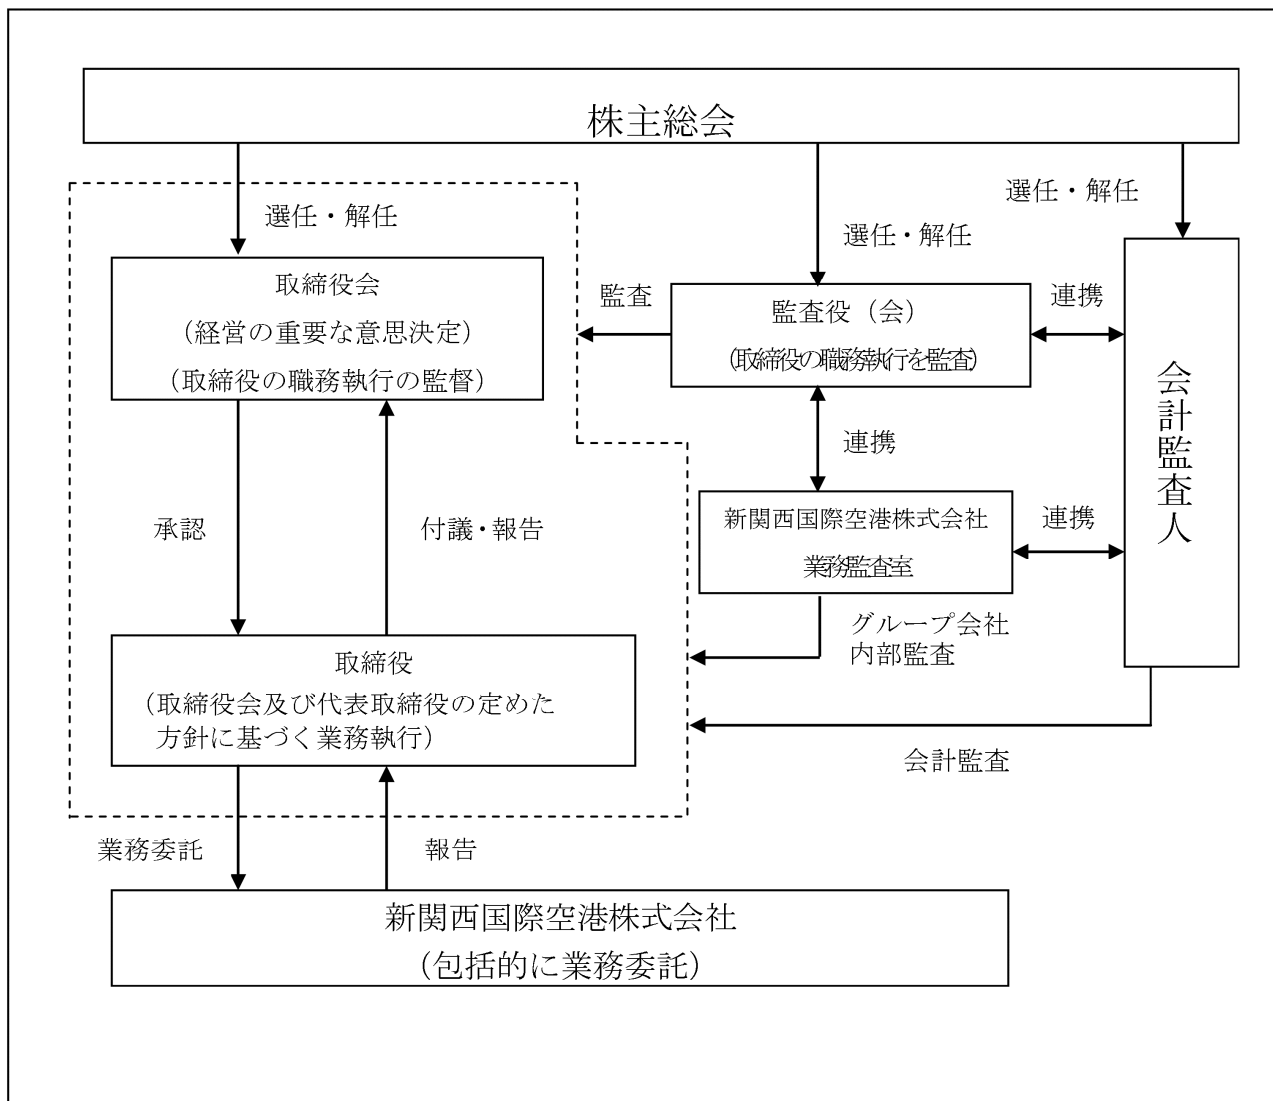 株主総会
選任・解任
選任・解任
選任・解任
取締役会
（経営の重要な意思決定）
（取締役の職務執行の監督）
監査
監査役（会）
（取締役の職務執行を監査）
連携
会計監査人
連携
新関西国際空港株式会社
業務監査室
連携
承認
付議・報告
グループ会社
内部監査
取締役
（取締役会及び代表取締役の定めた
方針に基づく業務執行）
会計監査
業務委託
報告
新関西国際空港株式会社
（包括的に業務委託）